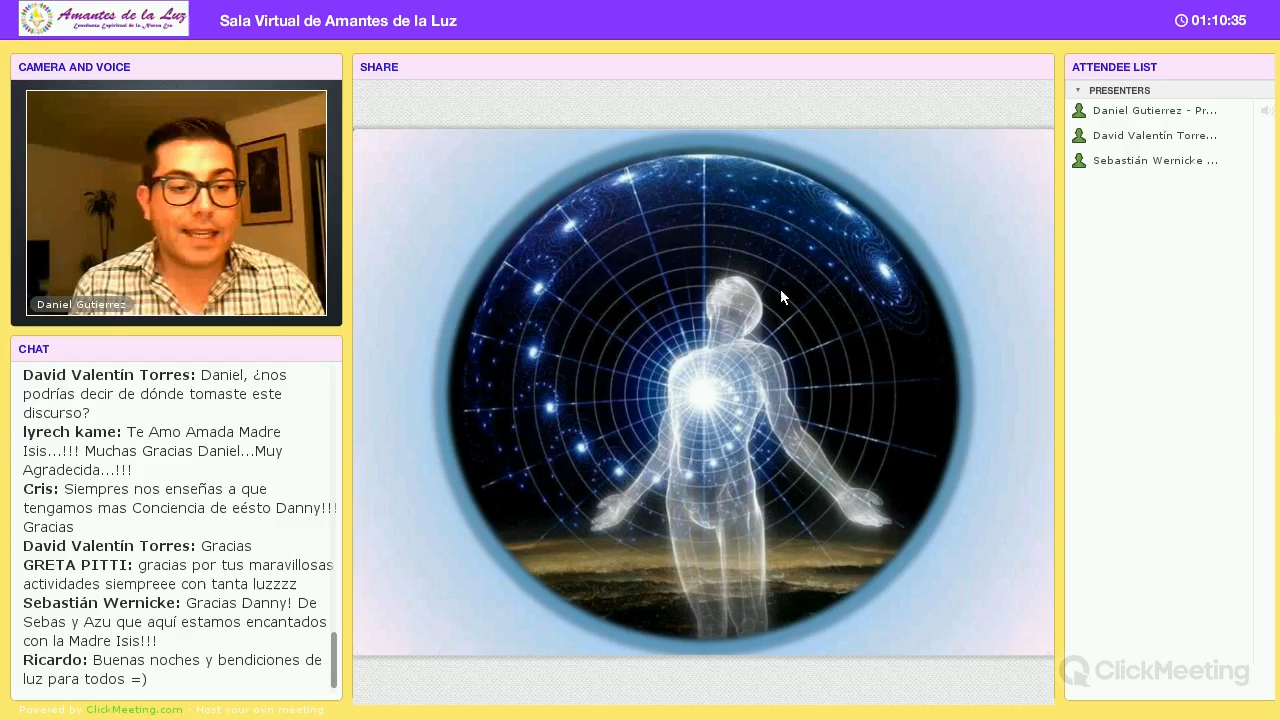 Amantes de la Luz
Enseñanza Espiritual de la Nueva Era
Sala Virtual de Amantes de la Luz
01:10:35
CAMERA AND VOICE
Daniel Gutierrez
CHAT
David Valentín Torres: Daniel, ¿nos
podrías decir de dónde tomaste este
discurso?
lyrech kame: Te Amo Amada Madre
Isis...!!! Muchas Gracias Daniel...Muy
Agradecida...!!!
Cris: Siempres nos enseñas a que
tengamos mas Conciencia de eésto Danny!!!
Gracias
David Valentín Torres: Gracias
GRETA PITTI: gracias por tus maravillosas
actividades siempreee con tanta luzzzz
Sebastián Wernicke: Gracias Danny! De
Sebas y Azu que aquí estamos encantados
con la Madre Isis!!!
Ricardo: Buenas noches y bendiciones de
luz para todos =)
Powered by ClickMeeting.com - Host your own meeting
SHARE
ATTENDEE LIST
PRESENTERS
Daniel Gutierrez - Pr...
David Valentín Torre...
Sebastián Wernicke ...
ClickMeeting